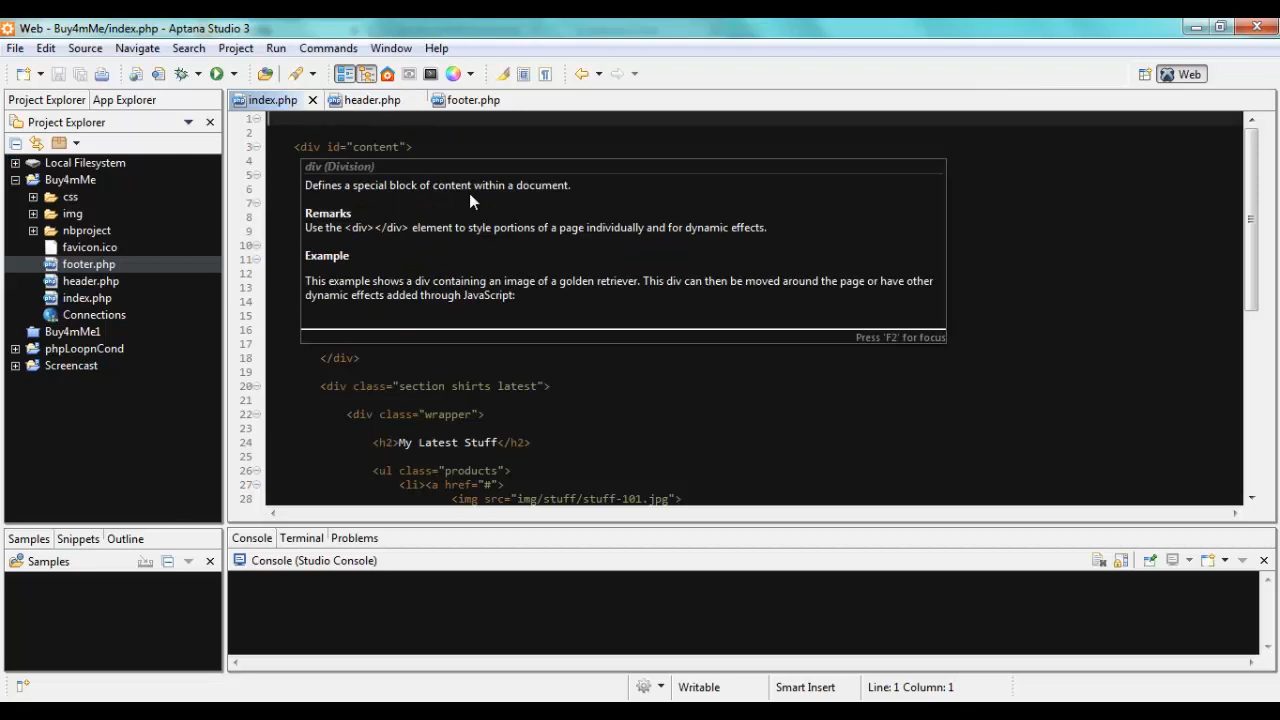 Web - Buy4mMe/index.php - Aptana Studio 3
File Edit Source Navigate Search Project Run Commands Window Help
Web
Project Explorer App Explorer
Project Explorer
Local Filesystem
Buy4mMe
css
img
nbproject
favicon.ico
footer.php
header.php
index.php
Connections
Buy4mMe1
phpLoopnCond
Screencast
index.php header.php footer.php
1
2
3 <div id="content">
4
5
6
7
8
9
10
11
12
13
14
15
16
17
div (Division)
Defines a special block of content within a document.
Remarks
Use the <div></div> element to style portions of a page individually and for dynamic effects.
Example
This example shows a div containing an image of a golden retriever. This div can then be moved around the page or have other
dynamic effects added through JavaScript:
Press 'F2' for focus
18 </div>
19
20 <div class="section shirts latest">
21
22 <div class="wrapper">
23
24 <h2>My Latest Stuff</h2>
25
26 <ul class="products">
27 <li><a href="#">
28 <img src="img/stuff/stuff-101.jpg">
Samples Snippets Outline
Samples
Console Terminal Problems
Console (Studio Console)
Writable Smart Insert Line: 1 Column: 1